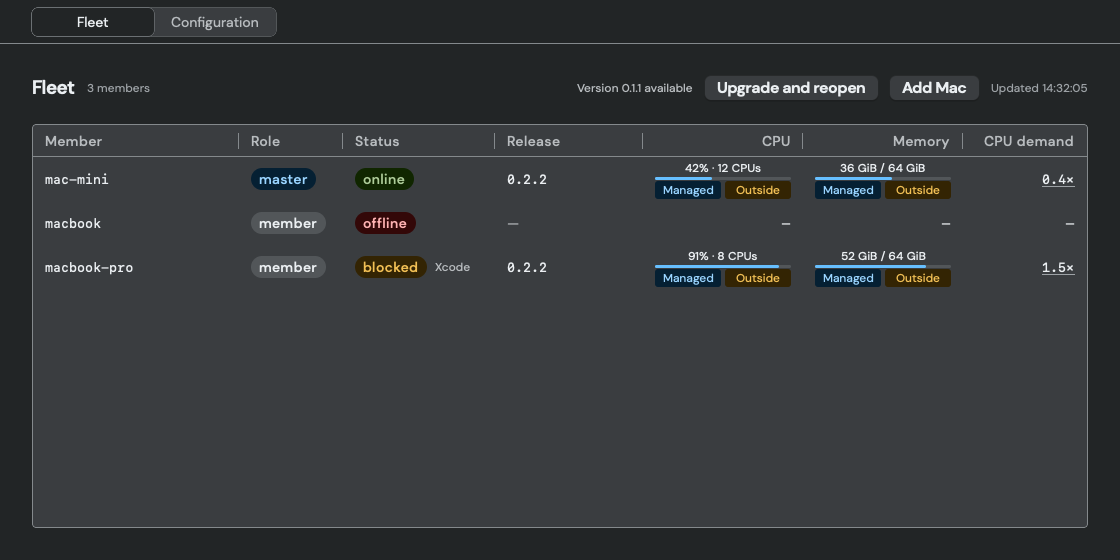 Fleet Configuration
Fleet 3 members Version 0.1.1 available Upgrade and reopen Add Mac Updated 14:32:05
Member Role Status Release CPU Memory CPU demand
mac-mini master online 0.2.2 42% · 12 CPUs Managed Outside 36 GiB / 64 GiB Managed Outside 0.4×
macbook member offline — — — —
macbook-pro member blocked Xcode 0.2.2 91% · 8 CPUs Managed Outside 52 GiB / 64 GiB Managed Outside 1.5×